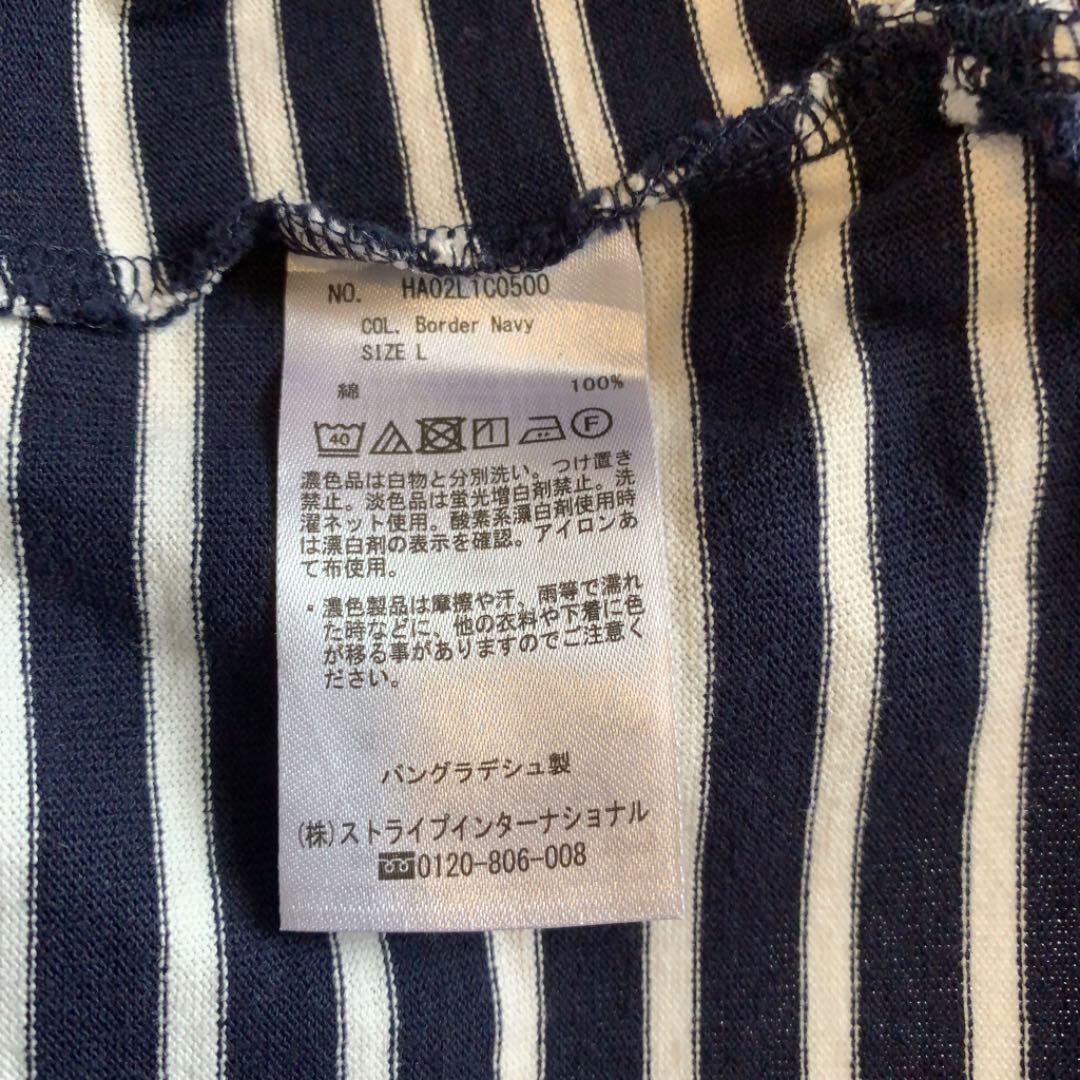 NO. HA02L1C0500
COL. Border Navy
SIZE L
綿 100%
40 F
濃色品は白物と分別洗い。つけ置き
禁止。淡色品は蛍光増白剤禁止。洗
濯ネット使用。酸素系漂白剤使用時
は漂白剤の表示を確認。アイロンあ
て布使用。
・濃色製品は摩擦や汗、雨等で濡れ
た時などに、他の衣料や下着に色
が移る事がありますのでご注意く
ださい。
バングラデシュ製
(株)ストライプインターナショナル
0120-806-008